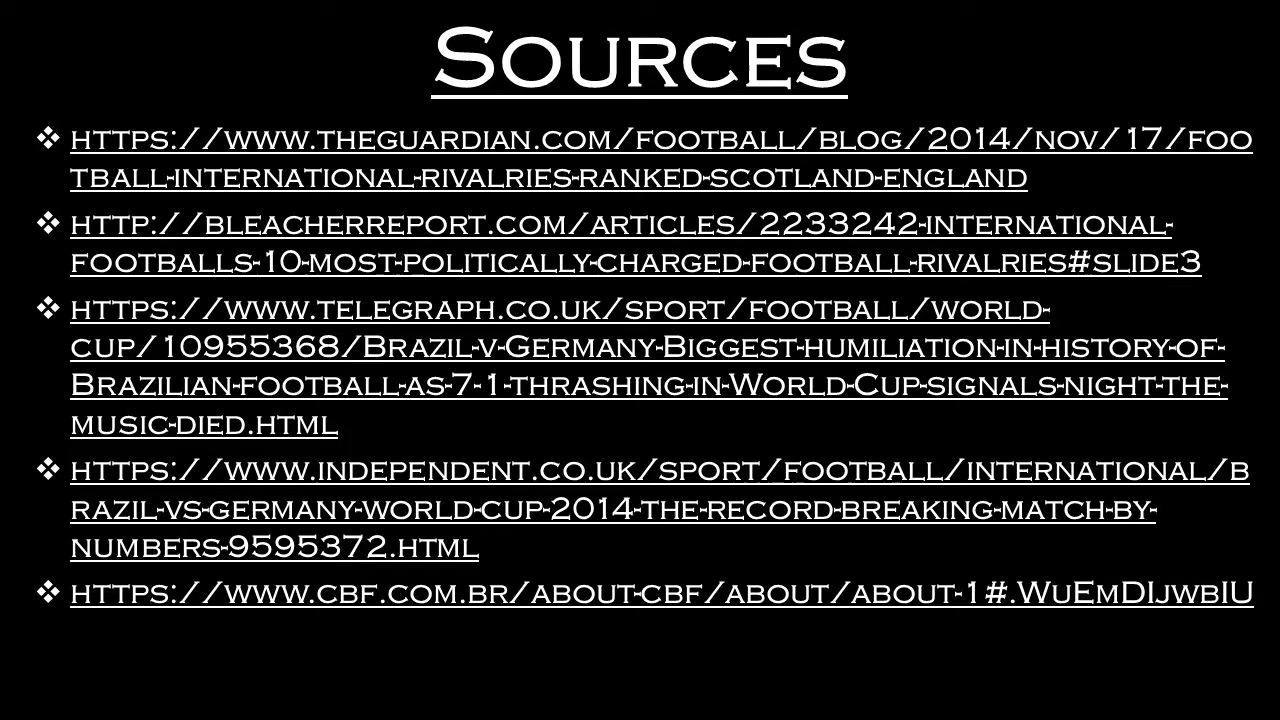 Sources
❖ https://www.theguardian.com/football/blog/2014/nov/17/foo
tball-international-rivalries-ranked-scotland-england
❖ http://bleacherreport.com/articles/2233242-international-
footballs-10-most-politically-charged-football-rivalries#slide3
❖ https://www.telegraph.co.uk/sport/football/world-
cup/10955368/Brazil-v-Germany-Biggest-humiliation-in-history-of-
Brazilian-football-as-7-1-thrashing-in-World-Cup-signals-night-the-
music-died.html
❖ https://www.independent.co.uk/sport/football/international/b
razil-vs-germany-world-cup-2014-the-record-breaking-match-by-
numbers-9595372.html
❖ https://www.cbf.com.br/about-cbf/about/about-1#.WuEmDIjwbIU